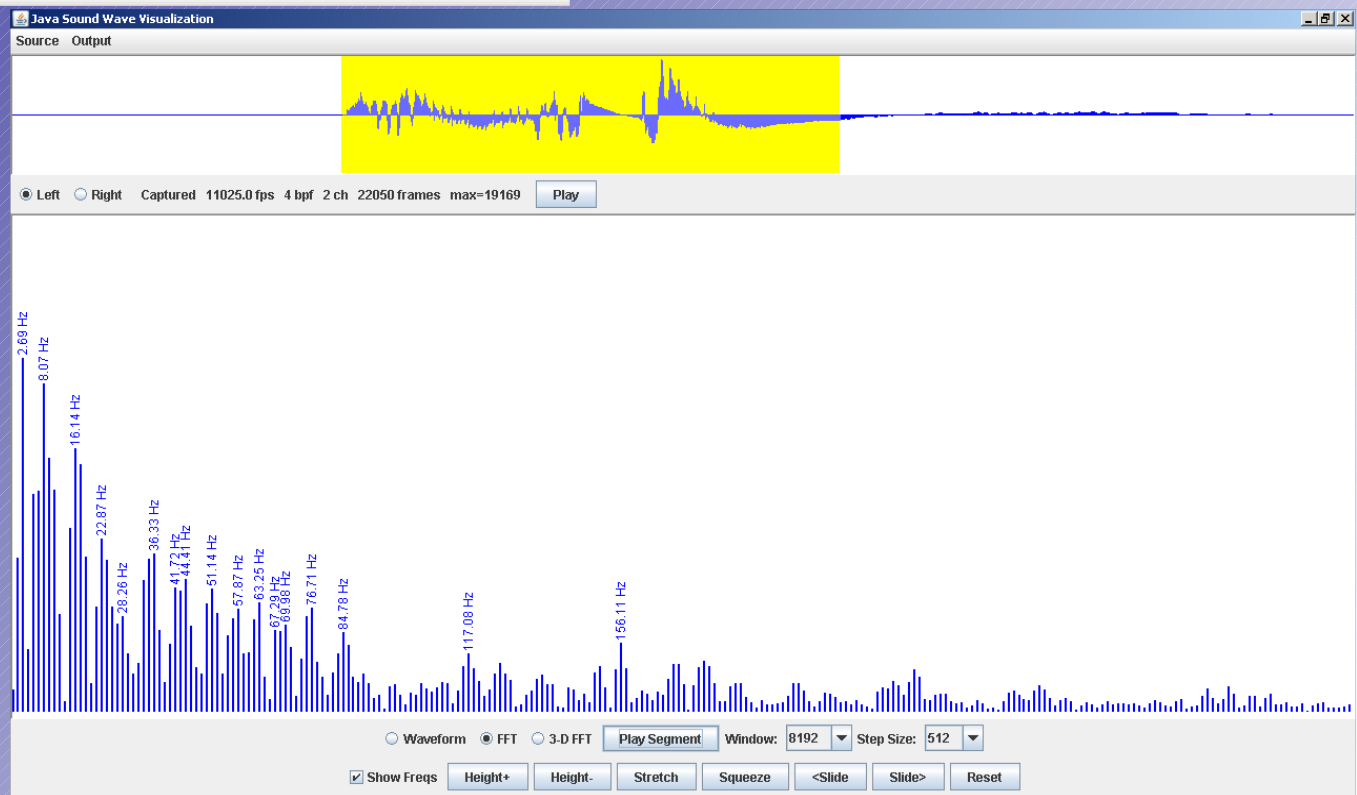 Java Sound Wave Visualization
Source Output
Left Right Captured 11025.0 fps 4 bpf 2 ch 22050 frames max=19169 Play
2.69 Hz
8.07 Hz
16.14 Hz
22.87 Hz
28.26 Hz
36.33 Hz
41.72 Hz
44.41 Hz
51.14 Hz
57.87 Hz
63.25 Hz
67.29 Hz
69.98 Hz
76.71 Hz
84.78 Hz
117.08 Hz
156.11 Hz
Waveform FFT 3-D FFT Play Segment Window: 8192 Step Size: 512
Show Freqs Height+ Height- Stretch Squeeze <Slide Slide> Reset